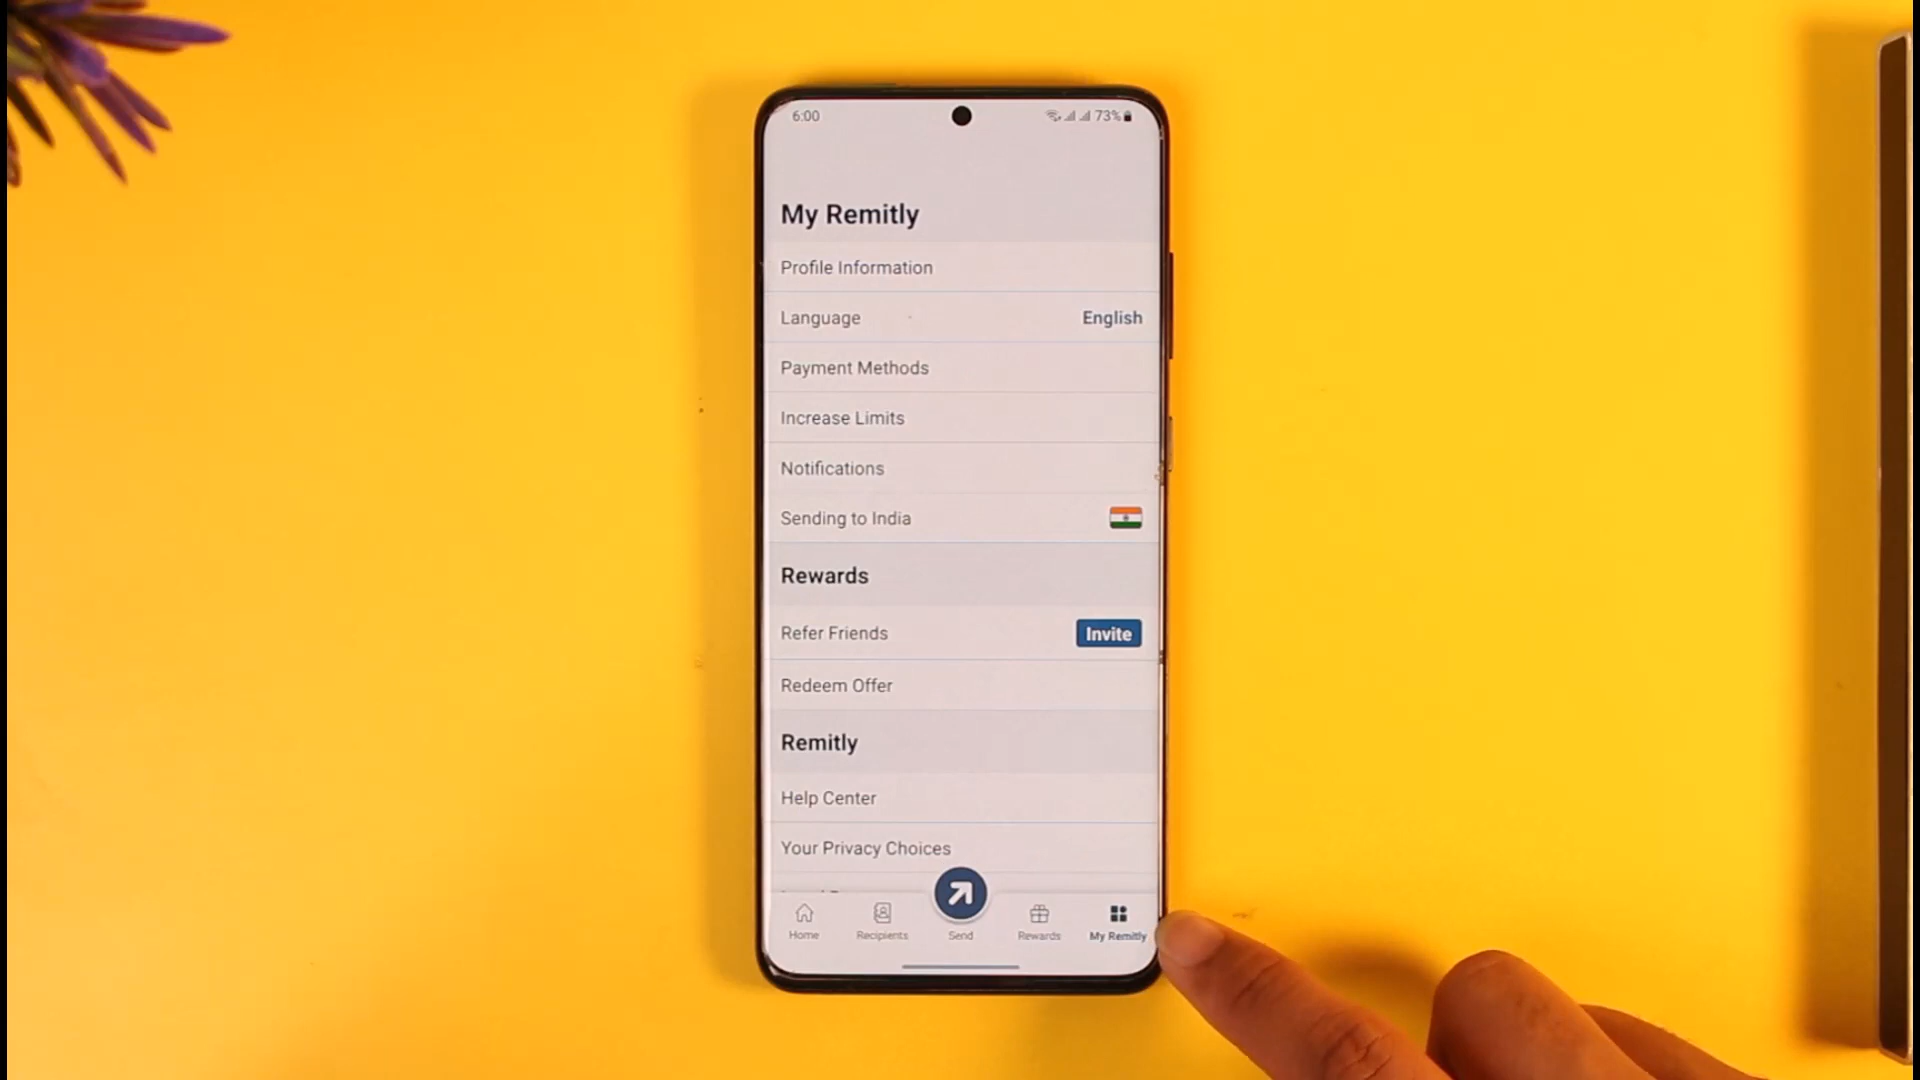 6:00
73%
My Remitly
Profile Information
Language English
Payment Methods
Increase Limits
Notifications
Sending to India
Rewards
Refer Friends Invite
Redeem Offer
Remitly
Help Center
Your Privacy Choices
Home Recipients Send Rewards My Remitly